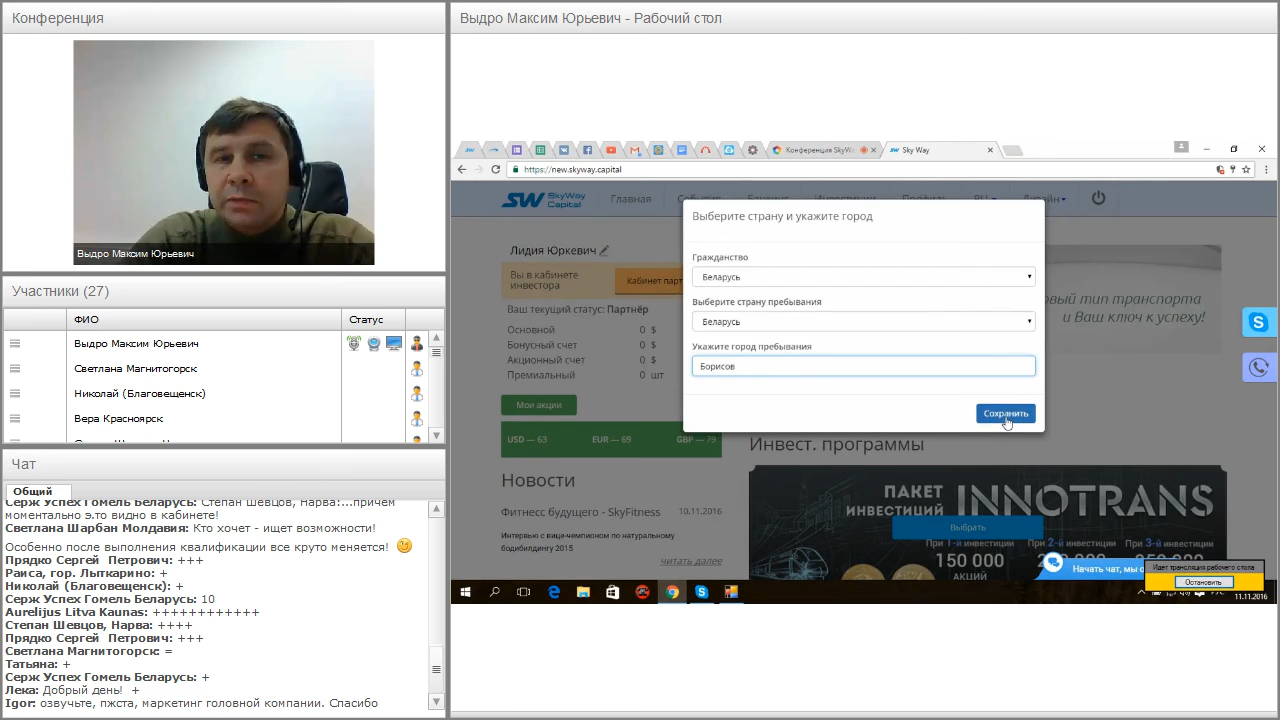 Конференция
Выдро Максим Юрьевич
Участники (27)
ФИО
Статус
Выдро Максим Юрьевич
Светлана Магнитогорск
Николай (Благовещенск)
Вера Красноярск
Чат
Общий
Серж Успех Гомель Беларусь: Степан Шевцов, Нарва:...причем
моментально э.то видно в кабинете!
Светлана Шарбан Молдавия: Кто хочет - ищет возможности!
Особенно после выполнения квалификации все круто меняется!
Прядко Сергей Петрович: +++
Раиса, гор. Лыткарино: +
Николай (Благовещенск): +
Серж Успех Гомель Беларусь: 10
Aurelijus Litva Kaunas: ++++++++++++
Степан Шевцов, Нарва: ++++
Прядко Сергей Петрович: +++
Светлана Магнитогорск: =
Татьяна: +
Серж Успех Гомель Беларусь: +
Лека: Добрый день! +
Igor: озвучьте, пжста, маркетинг головной компании. Спасибо
Выдро Максим Юрьевич - Рабочий стол
Конференция SkyWa
Sky Way
https://new.skyway.capital
SW SkyWay Capital
Главная
Дизайн
Лидия Юркевич
Вы в кабинете
инвестора
Кабинет парт
Ваш текущий статус: Партнёр
Основной 0 $
Бонусный счет 0 $
Акционный счет 0 $
Премиальный 0 шт
Мои акции
USD — 63 EUR — 69 GBP — 79
Новости
Фитнесс будущего - SkyFitness 10.11.2016
Интервью с вице-чемпионом по натуральному
бодибилдингу 2015
читать далее
Выберите страну и укажите город
Гражданство
Беларусь
Выберите страну пребывания
Беларусь
Укажите город пребывания
Борисов
Сохранить
овый тип транспорта
и Ваш ключ к успеху!
Инвест. программы
ПАКЕТ
ИНВЕСТИЦИЙ
INNOTRANS
Выбрать
При 1-й инвестиции
150 000
АКЦИЙ
При 2-й инвестиции
При 3-й инвестиции
Начать чат, мы о
Идет трансляция рабочего стола
Остановить
11.11.2016